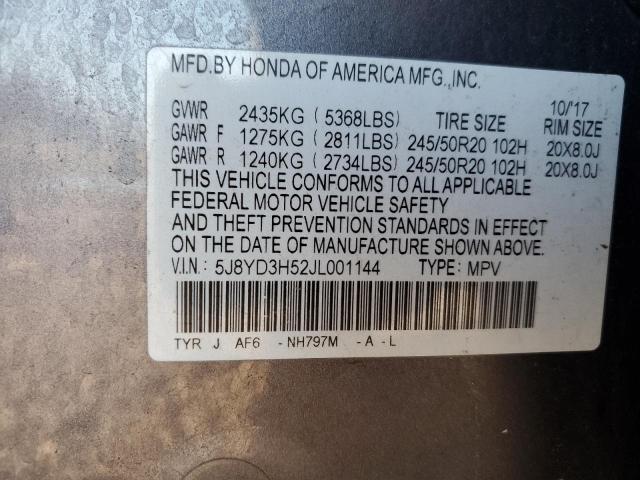 MFD.BY HONDA OF AMERICA MFG.,INC.
10/'17
GVWR 2435KG ( 5368LBS) TIRE SIZE RIM SIZE
GAWR F 1275KG ( 2811LBS) 245/50R20 102H 20X8.0J
GAWR R 1240KG ( 2734LBS) 245/50R20 102H 20X8.0J
THIS VEHICLE CONFORMS TO ALL APPLICABLE
FEDERAL MOTOR VEHICLE SAFETY
AND THEFT PREVENTION STANDARDS IN EFFECT
ON THE DATE OF MANUFACTURE SHOWN ABOVE.
V.I.N: 5J8YD3H52JL001144 TYPE: MPV
TYR J AF6 -NH797M -A-L